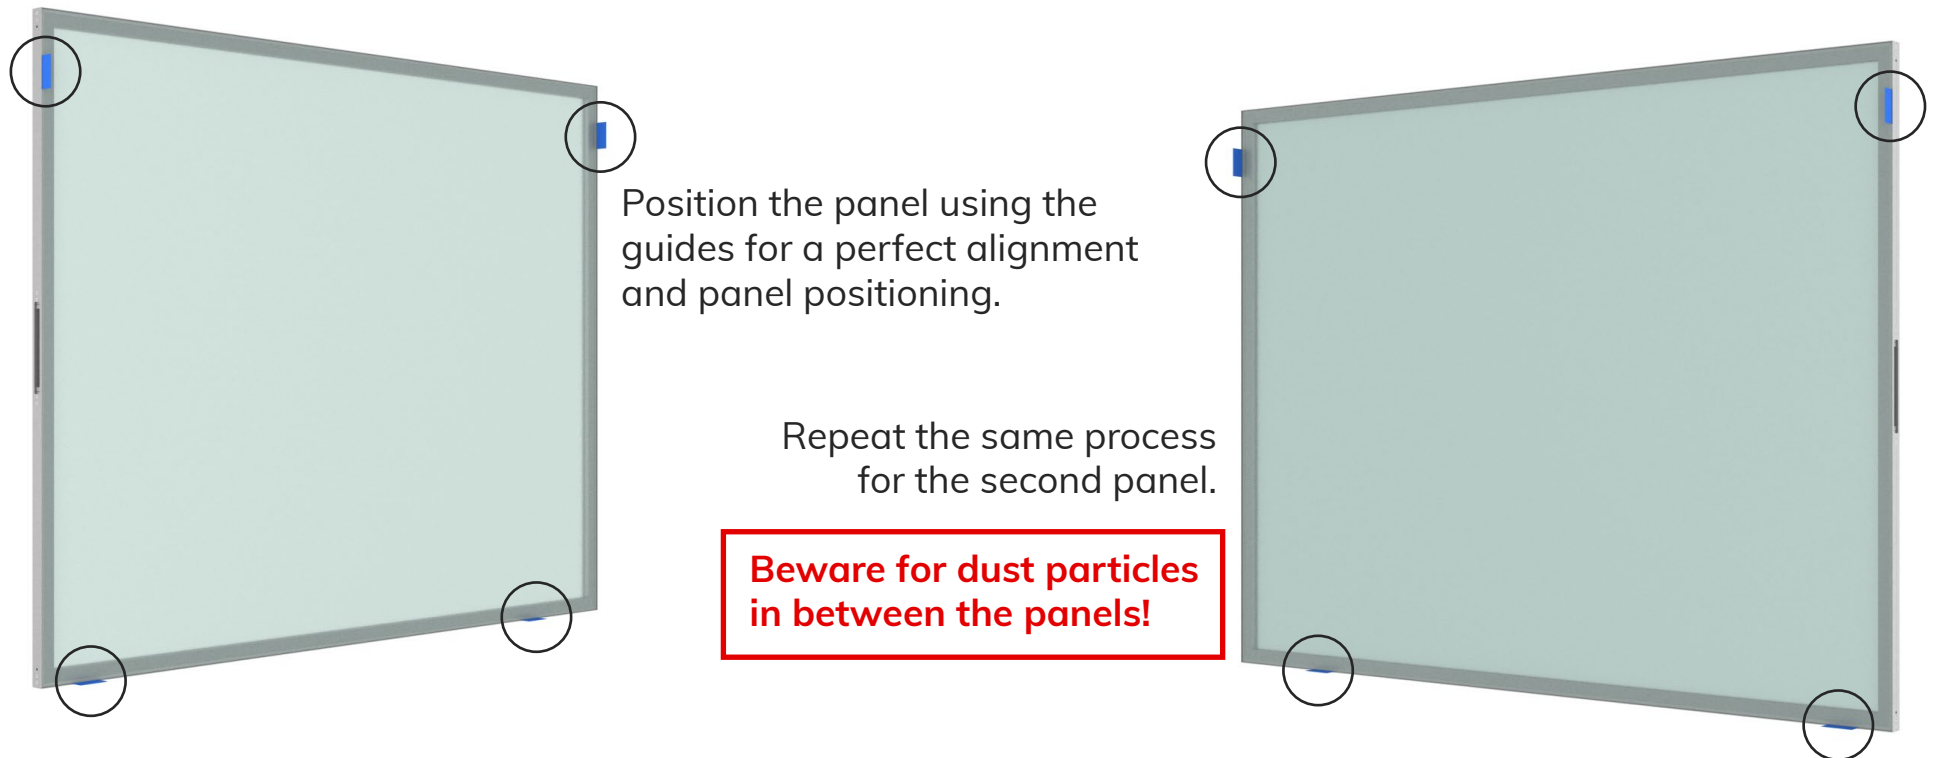 Position the panel using the
guides for a perfect alignment
and panel positioning.
Repeat the same process
for the second panel.
Beware for dust particles
in between the panels!